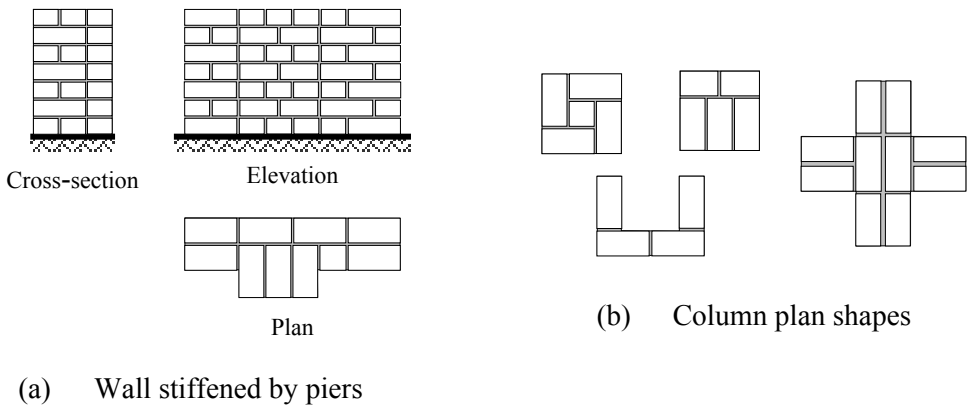 Cross-section
Elevation
Plan
(a) Wall stiffened by piers
(b) Column plan shapes